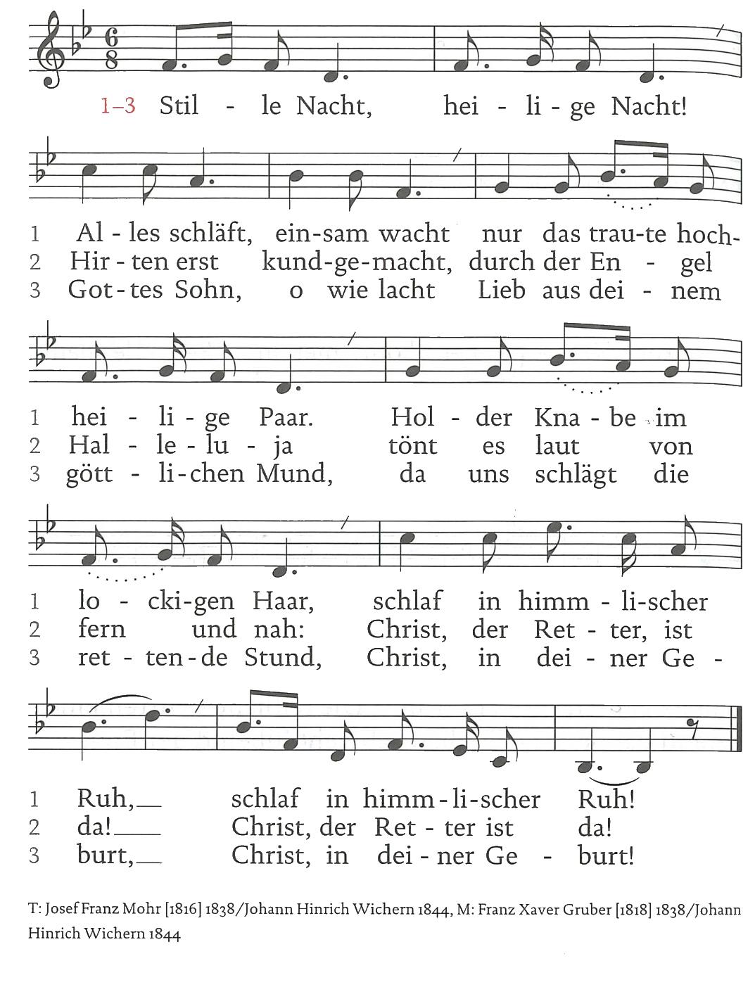 1–3 Stil - le Nacht, hei - li - ge Nacht!
1 Al - les schläft, ein-sam wacht nur das trau-te hoch-
2 Hir - ten erst kund-ge-macht, durch der En - gel
3 Got - tes Sohn, o wie lacht Lieb aus dei - nem
1 hei - li - ge Paar. Hol - der Kna - be im
2 Hal - le - lu - ja tönt es laut von
3 gött - li - chen Mund, da uns schlägt die
1 lo - cki-gen Haar, schlaf in himm - li-scher
2 fern und nah: Christ, der Ret - ter, ist
3 ret - ten - de Stund, Christ, in dei - ner Ge -
1 Ruh, schlaf in himm - li-scher Ruh!
2 da! Christ, der Ret - ter ist da!
3 burt, Christ, in dei - ner Ge - burt!
T: Josef Franz Mohr [1816] 1838/Johann Hinrich Wichern 1844, M: Franz Xaver Gruber [1818] 1838/Johann
Hinrich Wichern 1844